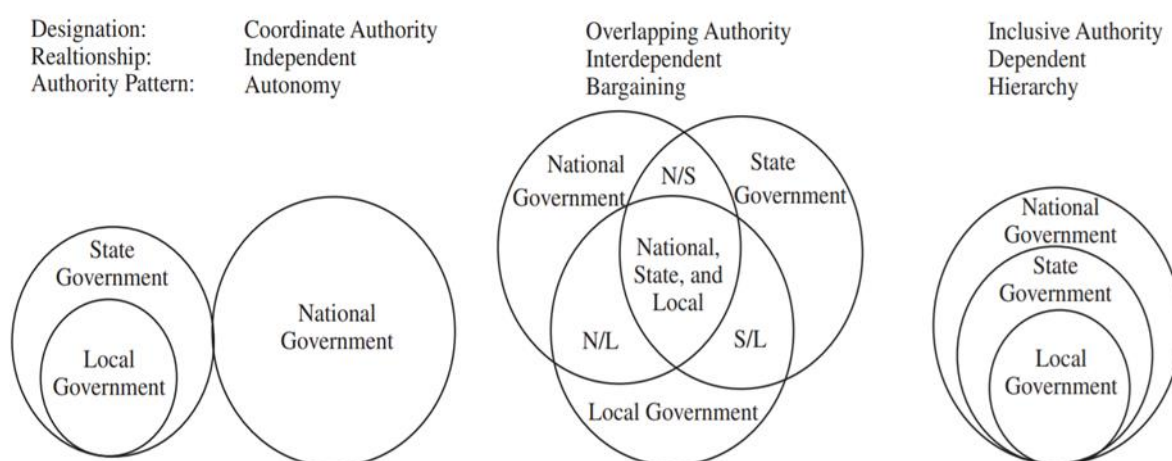 Designation: Coordinate Authority Overlapping Authority Inclusive Authority
Realtionship: Independent Interdependent Dependent
Authority Pattern: Autonomy Bargaining Hierarchy
State
Government
Local
Government
National
Government
National
Government
N/S
State
Government
National,
State, and
Local
N/L
S/L
Local Government
National
Government
State
Government
Local
Government